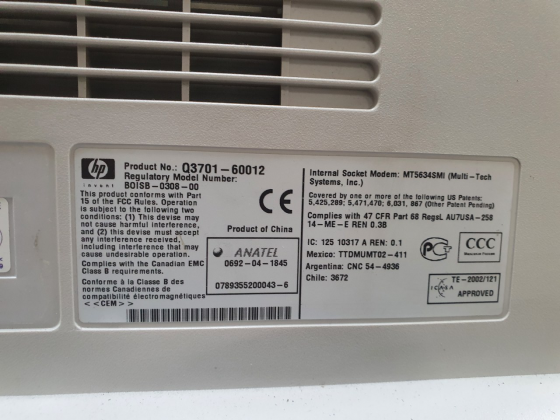 hp
invent
Product No.: Q3701-60012
Regulatory Model Number:
BOISB-0308-00
This product conforms with Part
15 of the FCC Rules. Operation
is subject to the following two
conditions: (1) This device may
not cause harmful interference,
and (2) this device must
accept any interference received,
including interference that may
cause undesirable operation.
Complies with the Canadian EMC
Class B requirements.
Conforme à la Classe B des
normes Canadiennes de
compatibilité électromagnétiques
<<CEM>>
CE
Product of China
ANATEL
0692-04-1845
0789355200043-6
Internal Socket Modem: MT5634SMI (Multi-Tech
Systems, Inc.)
Covered by one or more of the following US Patents:
5,425,289; 5,471,470; 6,031, 867 (Other Patents Pending)
Complies with 47 CFR Part 68 RegsL AU7USA-258
14-ME-E REN 0.3B
IC: 125 10317 A REN: 0.1
Mexico: TTDMUMT02-411
Argentina: CNC 54-4936
Chile: 3672
CCC
ICASA
TE-2002/121
APPROVED